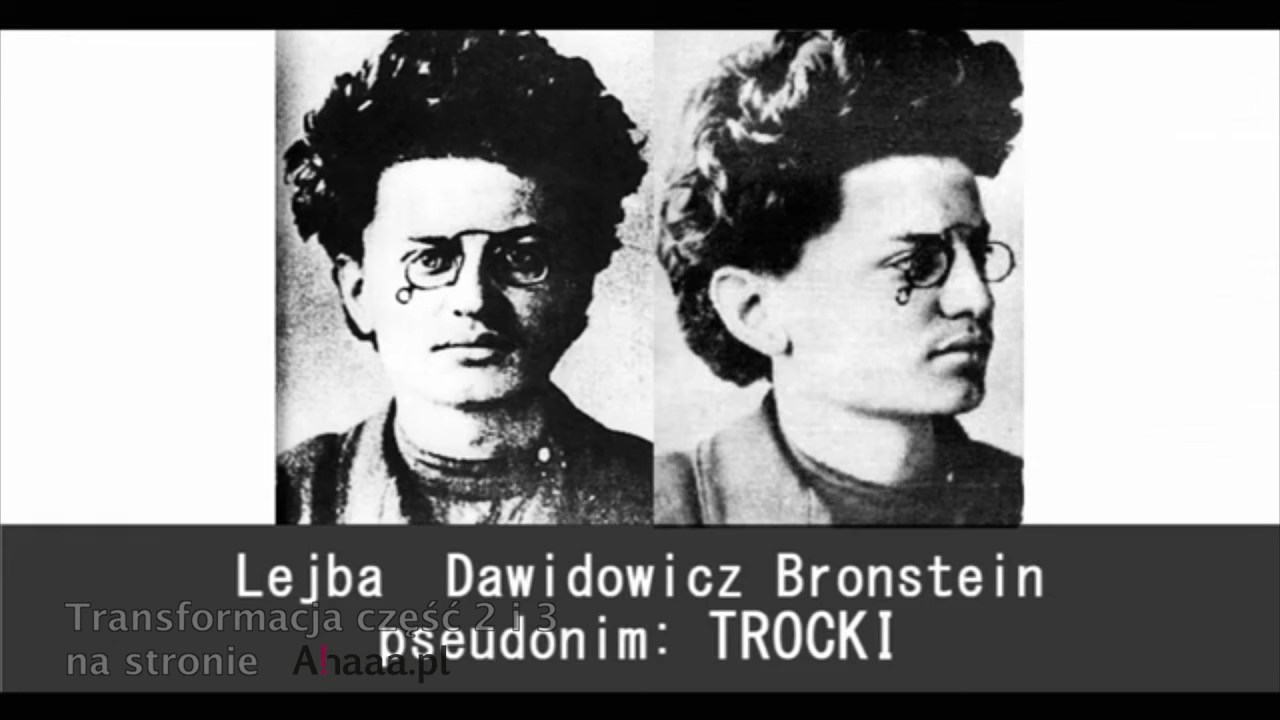 Lejba Dawidowicz Bronstein
pseudonim: TROCKI
Transformacja część 2 i 3
na stronie Ahaaa.pl